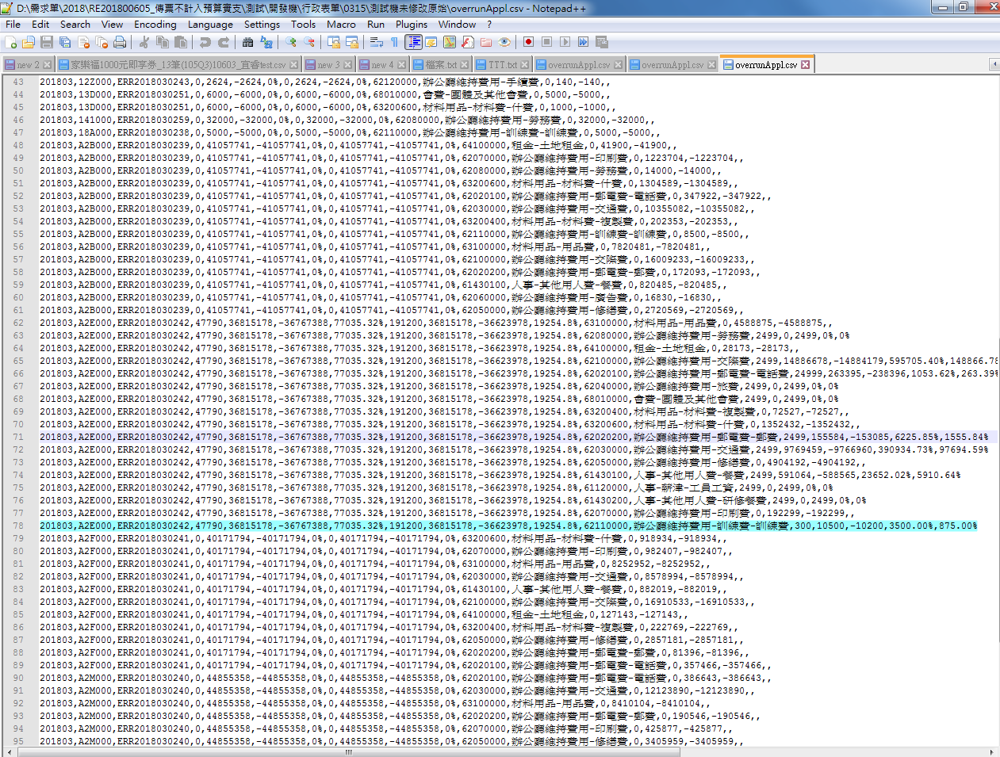 D:\需求單\2018\RE201800605_傳票不計入預算實支\測試\開發機\行政表單\0315\測試機未修改原始\overrunAppl.csv - Notepad++
File Edit Search View Encoding Language Settings Tools Macro Run Plugins Window ?
new 2 家樂福1000元即享券_13筆(105Q3)10603_宜睿test.csv new 3 new 4 檔案.txt TTT.txt overrunAppl.csv overrunAppl.csv overrunAppl.csv
43 201803,12Z000,ERR2018030243,0,2624,-2624,0%,0,2624,-2624,0%,62120000,辦公廳維持費用-手續費,0,140,-140,,
44 201803,13D000,ERR2018030251,0,6000,-6000,0%,0,6000,-6000,0%,68010000,會費-團體及其他會費,0,5000,-5000,,
45 201803,13D000,ERR2018030251,0,6000,-6000,0%,0,6000,-6000,0%,63200600,材料用品-材料費-什費,0,1000,-1000,,
46 201803,141000,ERR2018030259,0,32000,-32000,0%,0,32000,-32000,0%,62080000,辦公廳維持費用-勞務費,0,32000,-32000,,
47 201803,18A000,ERR2018030238,0,5000,-5000,0%,0,5000,-5000,0%,62110000,辦公廳維持費用-訓練費-訓練費,0,5000,-5000,,
48 201803,A2B000,ERR2018030239,0,41057741,-41057741,0%,0,41057741,-41057741,0%,64100000,租金-土地租金,0,41900,-41900,,
49 201803,A2B000,ERR2018030239,0,41057741,-41057741,0%,0,41057741,-41057741,0%,62070000,辦公廳維持費用-印刷費,0,1223704,-1223704,,
50 201803,A2B000,ERR2018030239,0,41057741,-41057741,0%,0,41057741,-41057741,0%,62080000,辦公廳維持費用-勞務費,0,14000,-14000,,
51 201803,A2B000,ERR2018030239,0,41057741,-41057741,0%,0,41057741,-41057741,0%,63200600,材料用品-材料費-什費,0,1304589,-1304589,,
52 201803,A2B000,ERR2018030239,0,41057741,-41057741,0%,0,41057741,-41057741,0%,62020100,辦公廳維持費用-郵電費-電話費,0,347922,-347922,,
53 201803,A2B000,ERR2018030239,0,41057741,-41057741,0%,0,41057741,-41057741,0%,62030000,辦公廳維持費用-交通費,0,10355082,-10355082,,
54 201803,A2B000,ERR2018030239,0,41057741,-41057741,0%,0,41057741,-41057741,0%,63200400,材料用品-材料費-複製費,0,202353,-202353,,
55 201803,A2B000,ERR2018030239,0,41057741,-41057741,0%,0,41057741,-41057741,0%,62110000,辦公廳維持費用-訓練費-訓練費,0,8500,-8500,,
56 201803,A2B000,ERR2018030239,0,41057741,-41057741,0%,0,41057741,-41057741,0%,63100000,材料用品-用品費,0,7820481,-7820481,,
57 201803,A2B000,ERR2018030239,0,41057741,-41057741,0%,0,41057741,-41057741,0%,62100000,辦公廳維持費用-交際費,0,16009233,-16009233,,
58 201803,A2B000,ERR2018030239,0,41057741,-41057741,0%,0,41057741,-41057741,0%,62020200,辦公廳維持費用-郵電費-郵費,0,172093,-172093,,
59 201803,A2B000,ERR2018030239,0,41057741,-41057741,0%,0,41057741,-41057741,0%,61430100,人事-其他用人費-餐費,0,820485,-820485,,
60 201803,A2B000,ERR2018030239,0,41057741,-41057741,0%,0,41057741,-41057741,0%,62060000,辦公廳維持費用-廣告費,0,16830,-16830,,
61 201803,A2B000,ERR2018030239,0,41057741,-41057741,0%,0,41057741,-41057741,0%,62050000,辦公廳維持費用-修繕費,0,2720569,-2720569,,
62 201803,A2E000,ERR2018030242,47790,36815178,-36767388,77035.32%,191200,36815178,-36623978,19254.8%,63100000,材料用品-用品費,0,4588875,-4588875,,
63 201803,A2E000,ERR2018030242,47790,36815178,-36767388,77035.32%,191200,36815178,-36623978,19254.8%,62080000,辦公廳維持費用-勞務費,2499,0,2499,0%,0%
64 201803,A2E000,ERR2018030242,47790,36815178,-36767388,77035.32%,191200,36815178,-36623978,19254.8%,64100000,租金-土地租金,0,28173,-28173,,
65 201803,A2E000,ERR2018030242,47790,36815178,-36767388,77035.32%,191200,36815178,-36623978,19254.8%,62100000,辦公廳維持費用-交際費,2499,14886678,-14884179,595705.40%,148866.78
66 201803,A2E000,ERR2018030242,47790,36815178,-36767388,77035.32%,191200,36815178,-36623978,19254.8%,62020100,辦公廳維持費用-郵電費-電話費,24999,263395,-238396,1053.62%,263.39%
67 201803,A2E000,ERR2018030242,47790,36815178,-36767388,77035.32%,191200,36815178,-36623978,19254.8%,62040000,辦公廳維持費用-旅費,2499,0,2499,0%,0%
68 201803,A2E000,ERR2018030242,47790,36815178,-36767388,77035.32%,191200,36815178,-36623978,19254.8%,68010000,會費-團體及其他會費,2499,0,2499,0%,0%
69 201803,A2E000,ERR2018030242,47790,36815178,-36767388,77035.32%,191200,36815178,-36623978,19254.8%,63200400,材料用品-材料費-複製費,0,72527,-72527,,
70 201803,A2E000,ERR2018030242,47790,36815178,-36767388,77035.32%,191200,36815178,-36623978,19254.8%,63200600,材料用品-材料費-什費,0,1352432,-1352432,,
71 201803,A2E000,ERR2018030242,47790,36815178,-36767388,77035.32%,191200,36815178,-36623978,19254.8%,62020200,辦公廳維持費用-郵電費-郵費,2499,155584,-153085,6225.85%,1555.84%
72 201803,A2E000,ERR2018030242,47790,36815178,-36767388,77035.32%,191200,36815178,-36623978,19254.8%,62030000,辦公廳維持費用-交通費,2499,9769459,-9766960,390934.73%,97694.59%
73 201803,A2E000,ERR2018030242,47790,36815178,-36767388,77035.32%,191200,36815178,-36623978,19254.8%,62050000,辦公廳維持費用-修繕費,0,4904192,-4904192,,
74 201803,A2E000,ERR2018030242,47790,36815178,-36767388,77035.32%,191200,36815178,-36623978,19254.8%,61430100,人事-其他用人費-餐費,2499,591064,-588565,23652.02%,5910.64%
75 201803,A2E000,ERR2018030242,47790,36815178,-36767388,77035.32%,191200,36815178,-36623978,19254.8%,61120000,人事-薪津-工員工資,2499,0,2499,0%,0%
76 201803,A2E000,ERR2018030242,47790,36815178,-36767388,77035.32%,191200,36815178,-36623978,19254.8%,61430200,人事-其他用人費-研修餐費,2499,0,2499,0%,0%
77 201803,A2E000,ERR2018030242,47790,36815178,-36767388,77035.32%,191200,36815178,-36623978,19254.8%,62070000,辦公廳維持費用-印刷費,0,192299,-192299,,
78 201803,A2E000,ERR2018030242,47790,36815178,-36767388,77035.32%,191200,36815178,-36623978,19254.8%,62110000,辦公廳維持費用-訓練費-訓練費,300,10500,-10200,3500.00%,875.00%
79 201803,A2F000,ERR2018030241,0,40171794,-40171794,0%,0,40171794,-40171794,0%,63200600,材料用品-材料費-什費,0,918934,-918934,,
80 201803,A2F000,ERR2018030241,0,40171794,-40171794,0%,0,40171794,-40171794,0%,62070000,辦公廳維持費用-印刷費,0,982407,-982407,,
81 201803,A2F000,ERR2018030241,0,40171794,-40171794,0%,0,40171794,-40171794,0%,63100000,材料用品-用品費,0,8252952,-8252952,,
82 201803,A2F000,ERR2018030241,0,40171794,-40171794,0%,0,40171794,-40171794,0%,62030000,辦公廳維持費用-交通費,0,8578994,-8578994,,
83 201803,A2F000,ERR2018030241,0,40171794,-40171794,0%,0,40171794,-40171794,0%,61430100,人事-其他用人費-餐費,0,882019,-882019,,
84 201803,A2F000,ERR2018030241,0,40171794,-40171794,0%,0,40171794,-40171794,0%,62100000,辦公廳維持費用-交際費,0,16910533,-16910533,,
85 201803,A2F000,ERR2018030241,0,40171794,-40171794,0%,0,40171794,-40171794,0%,64100000,租金-土地租金,0,127143,-127143,,
86 201803,A2F000,ERR2018030241,0,40171794,-40171794,0%,0,40171794,-40171794,0%,63200400,材料用品-材料費-複製費,0,222769,-222769,,
87 201803,A2F000,ERR2018030241,0,40171794,-40171794,0%,0,40171794,-40171794,0%,62050000,辦公廳維持費用-修繕費,0,2857181,-2857181,,
88 201803,A2F000,ERR2018030241,0,40171794,-40171794,0%,0,40171794,-40171794,0%,62020200,辦公廳維持費用-郵電費-郵費,0,81396,-81396,,
89 201803,A2F000,ERR2018030241,0,40171794,-40171794,0%,0,40171794,-40171794,0%,62020100,辦公廳維持費用-郵電費-電話費,0,357466,-357466,,
90 201803,A2M000,ERR2018030240,0,44855358,-44855358,0%,0,44855358,-44855358,0%,62020100,辦公廳維持費用-郵電費-電話費,0,386643,-386643,,
91 201803,A2M000,ERR2018030240,0,44855358,-44855358,0%,0,44855358,-44855358,0%,62030000,辦公廳維持費用-交通費,0,12123890,-12123890,,
92 201803,A2M000,ERR2018030240,0,44855358,-44855358,0%,0,44855358,-44855358,0%,63100000,材料用品-用品費,0,8410104,-8410104,,
93 201803,A2M000,ERR2018030240,0,44855358,-44855358,0%,0,44855358,-44855358,0%,62020200,辦公廳維持費用-郵電費-郵費,0,190546,-190546,,
94 201803,A2M000,ERR2018030240,0,44855358,-44855358,0%,0,44855358,-44855358,0%,62070000,辦公廳維持費用-印刷費,0,425877,-425877,,
95 201803,A2M000,ERR2018030240,0,44855358,-44855358,0%,0,44855358,-44855358,0%,62050000,辦公廳維持費用-修繕費,0,3405959,-3405959,,